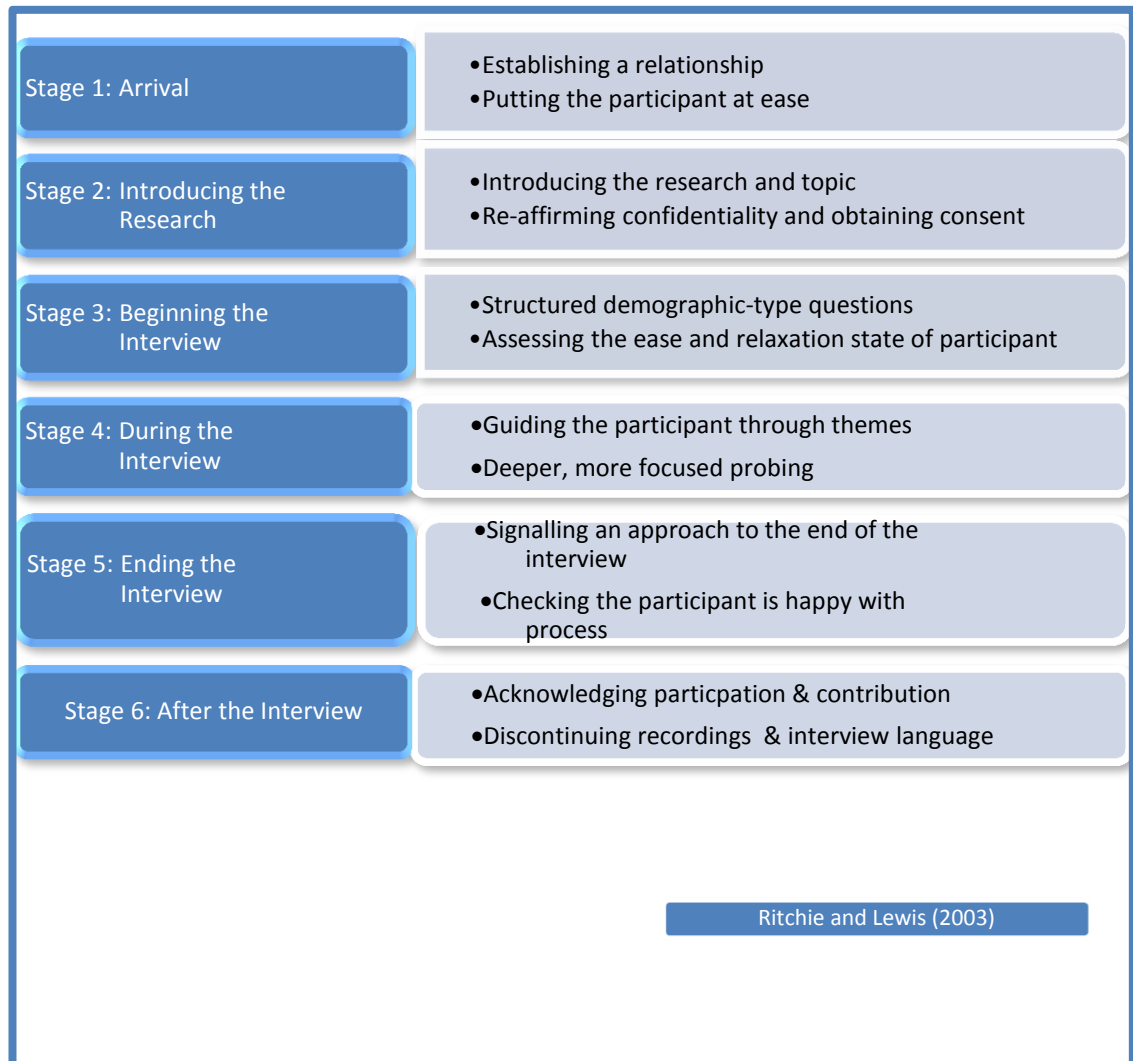 Stage 1: Arrival
•Establishing a relationship
•Putting the participant at ease
Stage 2: Introducing the
Research
•Introducing the research and topic
•Re-affirming confidentiality and obtaining consent
Stage 3: Beginning the
Interview
•Structured demographic-type questions
•Assessing the ease and relaxation state of participant
Stage 4: During the
Interview
•Guiding the participant through themes
•Deeper, more focused probing
Stage 5: Ending the
Interview
•Signalling an approach to the end of the
interview
•Checking the participant is happy with
process
Stage 6: After the Interview
•Acknowledging particpation & contribution
•Discontinuing recordings & interview language
Ritchie and Lewis (2003)